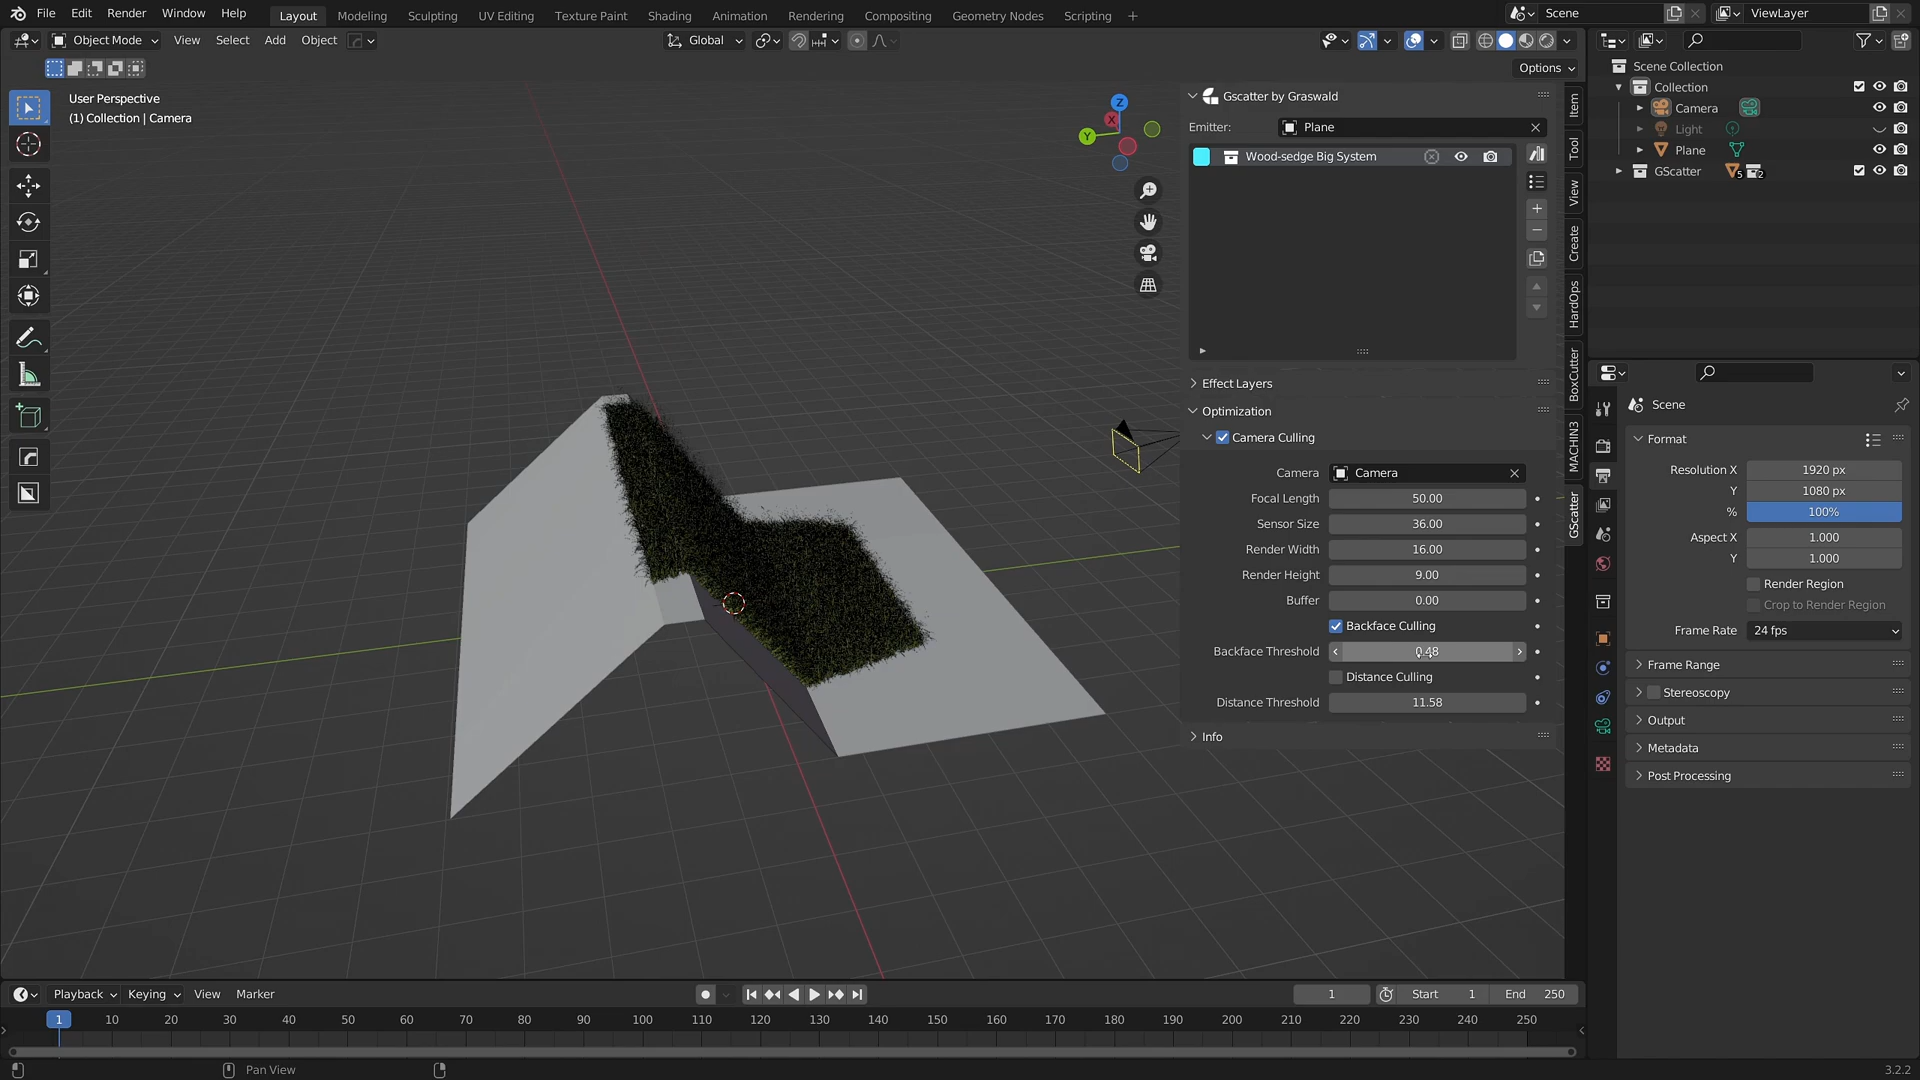 File Edit Render Window Help Layout Modeling Sculpting UV Editing Texture Paint Shading Animation Rendering Compositing Geometry Nodes Scripting + Scene ViewLayer
Object Mode View Select Add Object Global
Options
User Perspective
(1) Collection | Camera
Z
X
Y
Gscatter by Graswald
Emitter: Plane
Wood-sedge Big System
Effect Layers
Optimization
Camera Culling
Camera Camera
Focal Length 50.00
Sensor Size 36.00
Render Width 16.00
Render Height 9.00
Buffer 0.00
Backface Culling
Backface Threshold 0.48
Distance Culling
Distance Threshold 11.58
Info
Item
Tool
View
Create
HardOps
BoxCutter
MACHIN3
GScatter
Scene Collection
Collection
Camera
Light
Plane
GScatter 5 2
Scene
Format
Resolution X 1920 px
Y 1080 px
% 100%
Aspect X 1.000
Y 1.000
Render Region
Crop to Render Region
Frame Rate 24 fps
Frame Range
Stereoscopy
Output
Metadata
Post Processing
Playback Keying View Marker 1 Start 1 End 250
1 10 20 30 40 50 60 70 80 90 100 110 120 130 140 150 160 170 180 190 200 210 220 230 240 250
Pan View 3.2.2